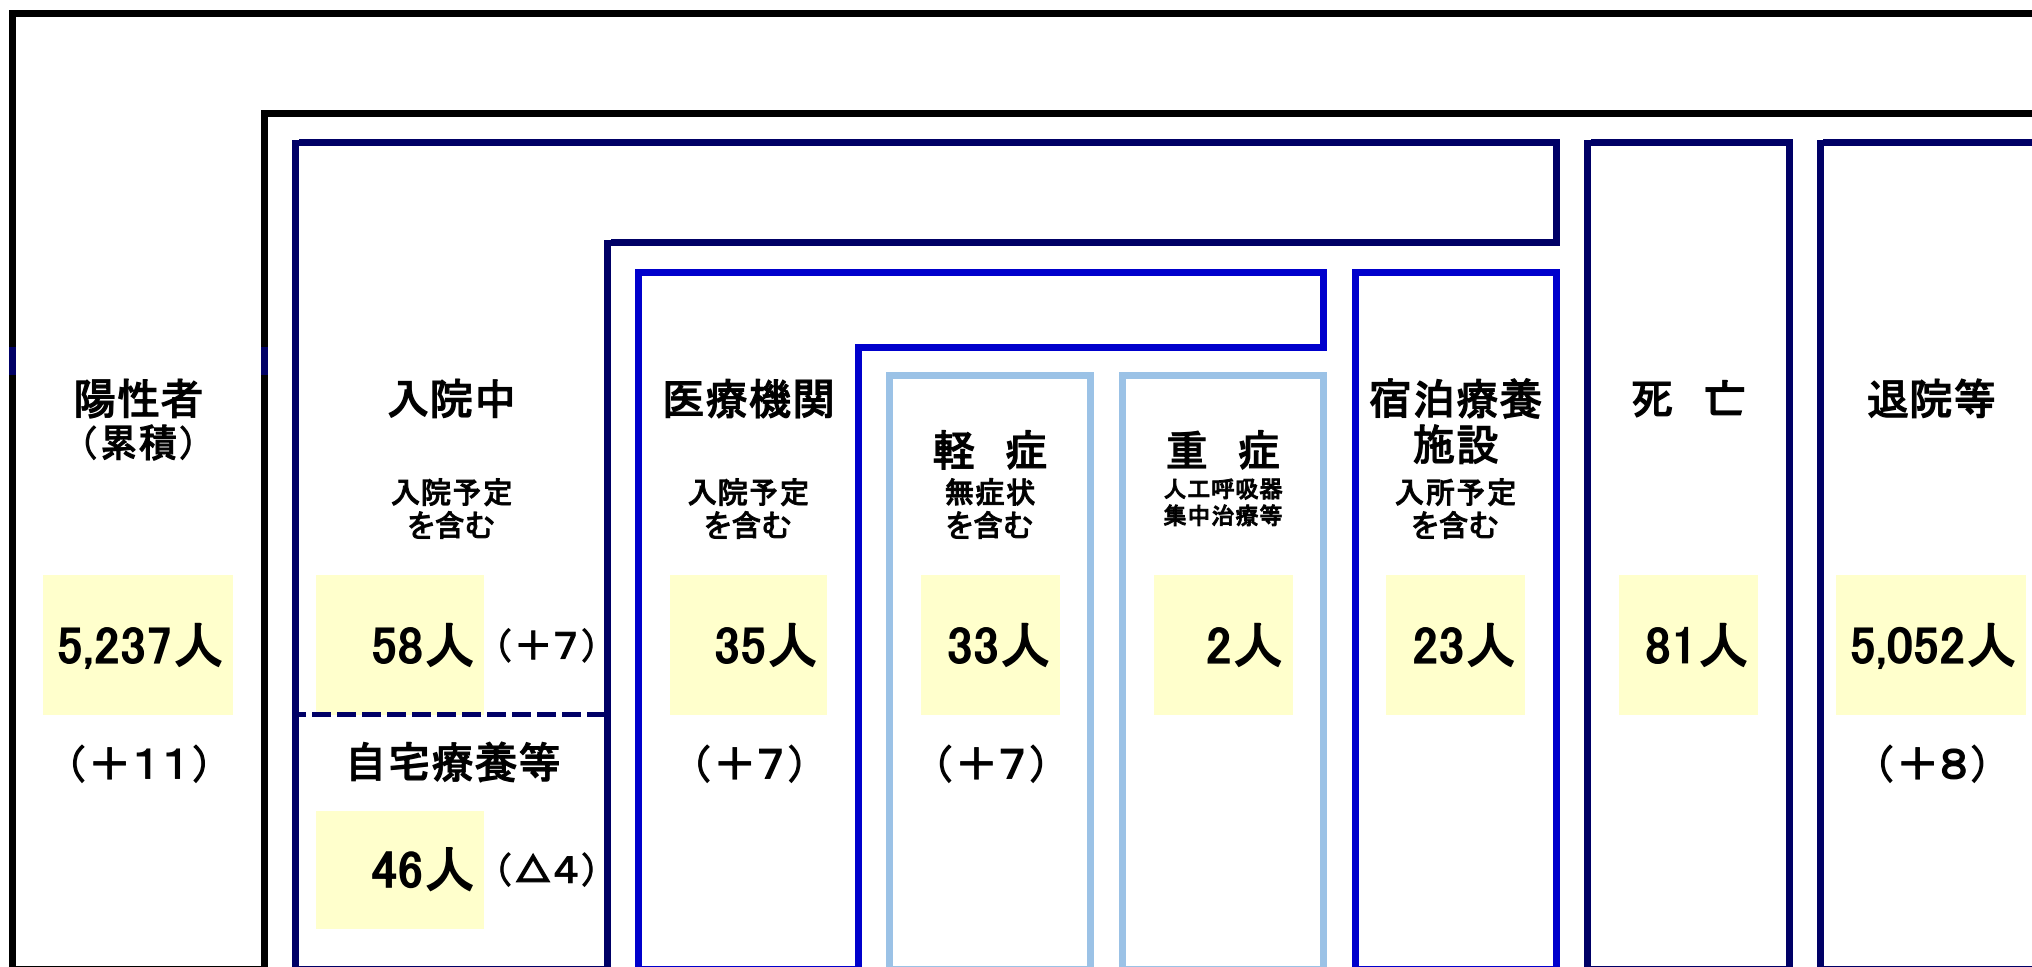 陽性者
（累積）
5,237人
（＋11）
入院中
入院予定
を含む
58人（＋7）
自宅療養等
46人（△4）
医療機関
入院予定
を含む
35人
（＋7）
軽 症
無症状
を含む
33人
（＋7）
重 症
人工呼吸器
集中治療等
2人
宿泊療養
施設
入所予定
を含む
23人
死 亡
81人
退院等
5,052人
（＋8）